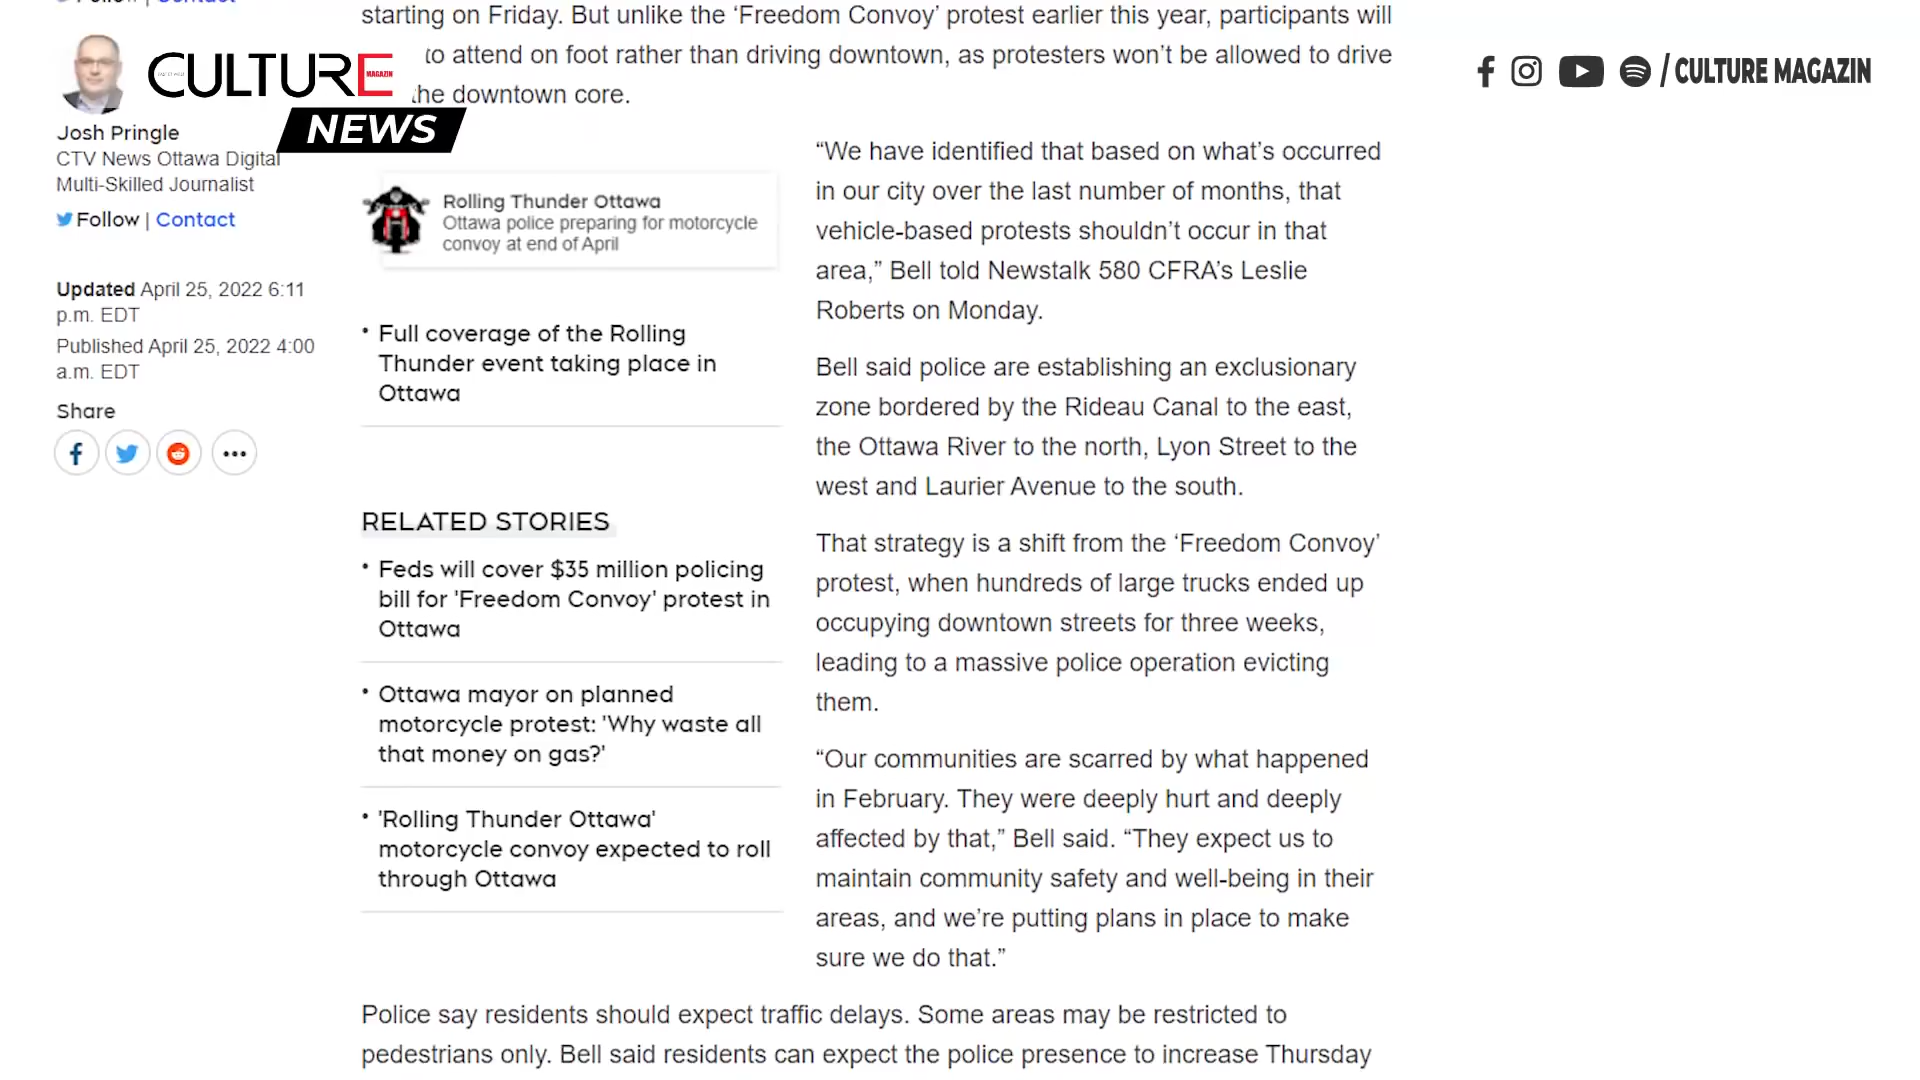 Contact
starting on Friday. But unlike the ‘Freedom Convoy’ protest earlier this year, participants will
to attend on foot rather than driving downtown, as protesters won’t be allowed to drive
the downtown core.
CULTURE
MAGAZIN
NEWS
/ CULTURE MAGAZIN
Josh Pringle
CTV News Ottawa Digital
Multi-Skilled Journalist
Follow | Contact
Updated April 25, 2022 6:11
p.m. EDT
Published April 25, 2022 4:00
a.m. EDT
Share
Rolling Thunder Ottawa
Ottawa police preparing for motorcycle
convoy at end of April
• Full coverage of the Rolling
Thunder event taking place in
Ottawa
RELATED STORIES
• Feds will cover $35 million policing
bill for 'Freedom Convoy' protest in
Ottawa
• Ottawa mayor on planned
motorcycle protest: 'Why waste all
that money on gas?'
• 'Rolling Thunder Ottawa'
motorcycle convoy expected to roll
through Ottawa
“We have identified that based on what’s occurred
in our city over the last number of months, that
vehicle-based protests shouldn’t occur in that
area,” Bell told Newstalk 580 CFRA’s Leslie
Roberts on Monday.
Bell said police are establishing an exclusionary
zone bordered by the Rideau Canal to the east,
the Ottawa River to the north, Lyon Street to the
west and Laurier Avenue to the south.
That strategy is a shift from the ‘Freedom Convoy’
protest, when hundreds of large trucks ended up
occupying downtown streets for three weeks,
leading to a massive police operation evicting
them.
“Our communities are scarred by what happened
in February. They were deeply hurt and deeply
affected by that,” Bell said. “They expect us to
maintain community safety and well-being in their
areas, and we’re putting plans in place to make
sure we do that.”
Police say residents should expect traffic delays. Some areas may be restricted to
pedestrians only. Bell said residents can expect the police presence to increase Thursday